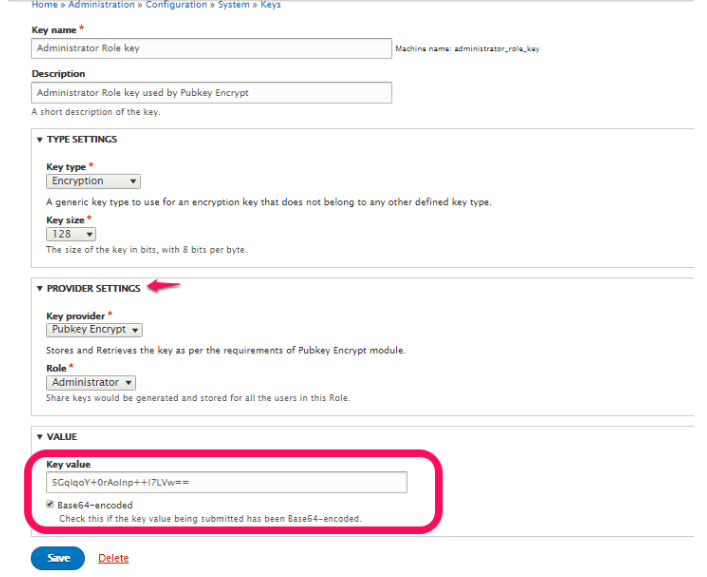 Home » Administration » Configuration » System » Keys
Key name *
Administrator Role key
Machine name: administrator_role_key
Description
Administrator Role key used by Pubkey Encrypt
A short description of the key.
▼ TYPE SETTINGS
Key type *
Encryption
A generic key type to use for an encryption key that does not belong to any other defined key type.
Key size *
128
The size of the key in bits, with 8 bits per byte.
▼ PROVIDER SETTINGS
Key provider *
Pubkey Encrypt
Stores and Retrieves the key as per the requirements of Pubkey Encrypt module.
Role *
Administrator
Share keys would be generated and stored for all the users in this Role.
▼ VALUE
Key value
Base64-encoded
Check this if the key value being submitted has been Base64-encoded.
Save
Delete